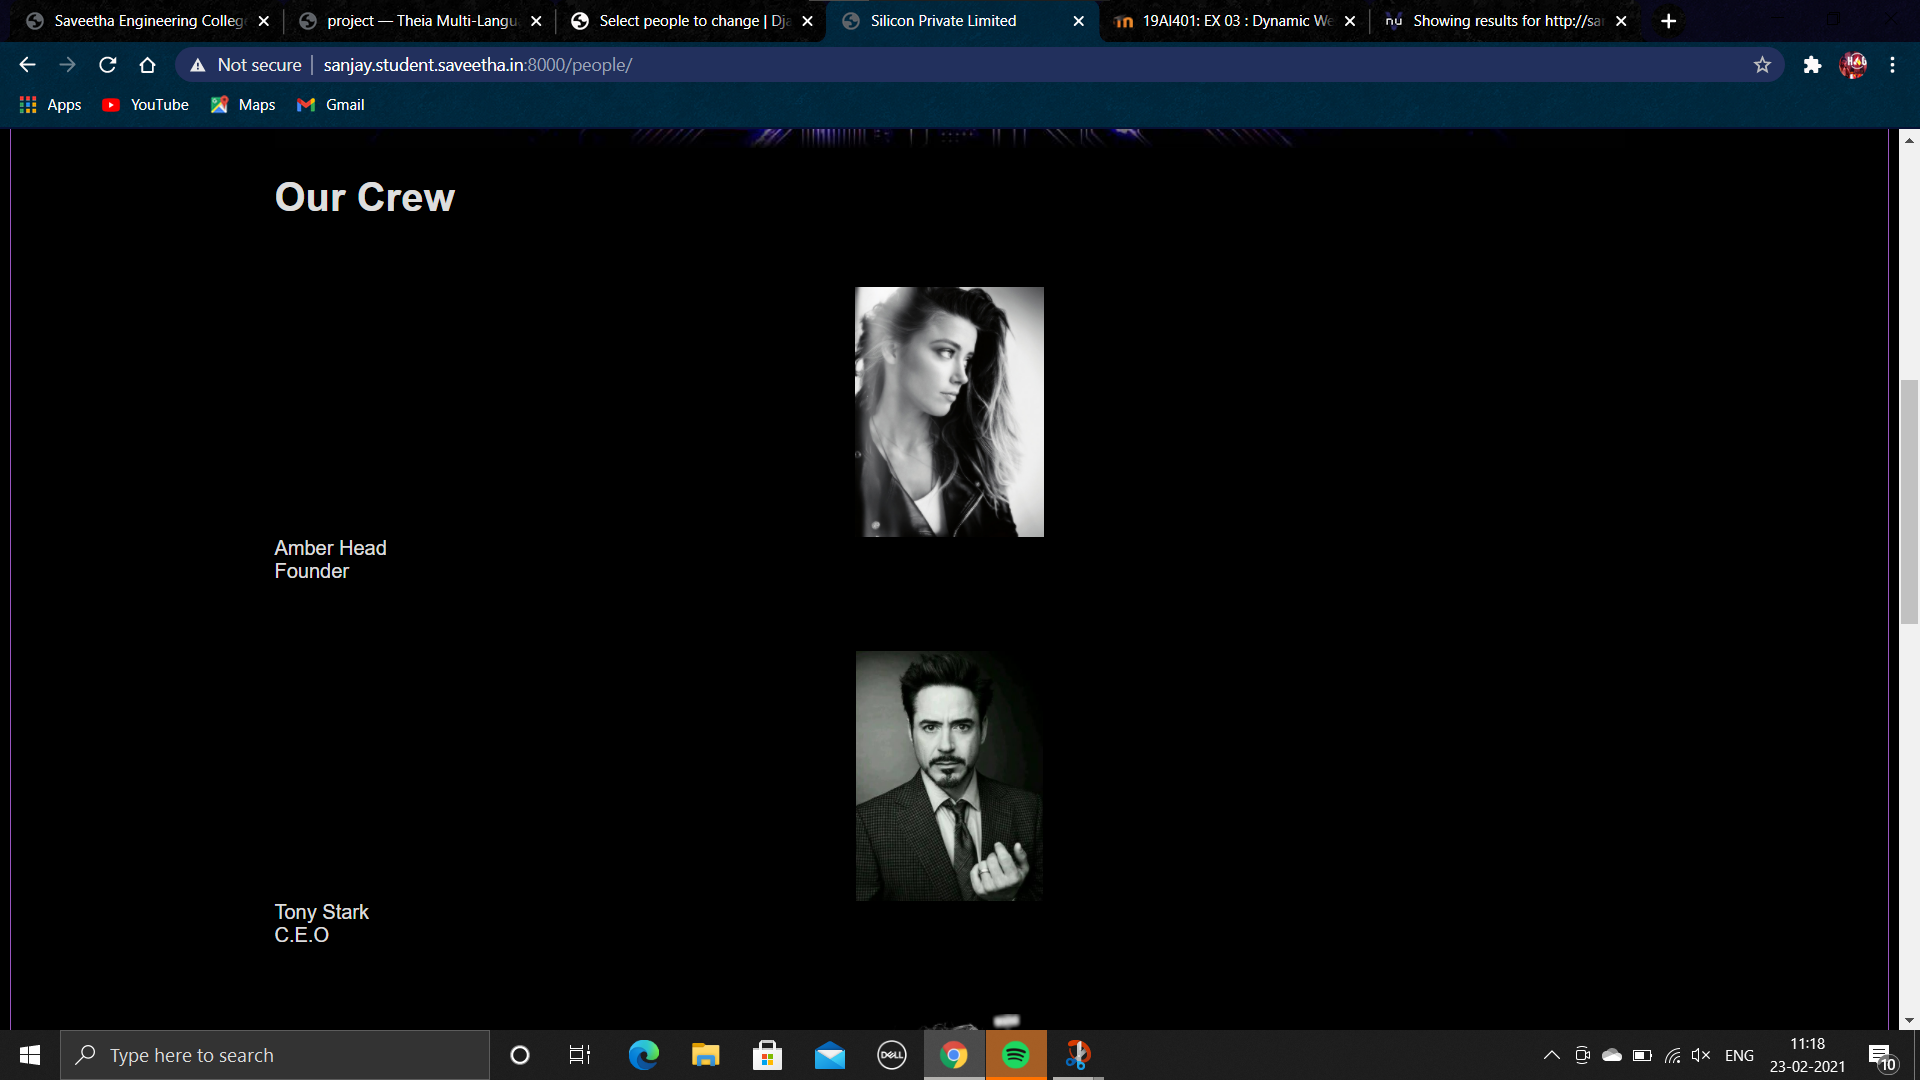 Saveetha Engineering Colleg
project — Theia Multi-Langu
Select people to change | Dja
Silicon Private Limited
19AI401: EX 03 : Dynamic We
Showing results for http://sa
Not secure
sanjay.student.saveetha.in:8000/people/
Apps
YouTube
Maps
Gmail
Our Crew
Amber Head
Founder
Tony Stark
C.E.O
Type here to search
DELL
ENG
11:18
23-02-2021
10